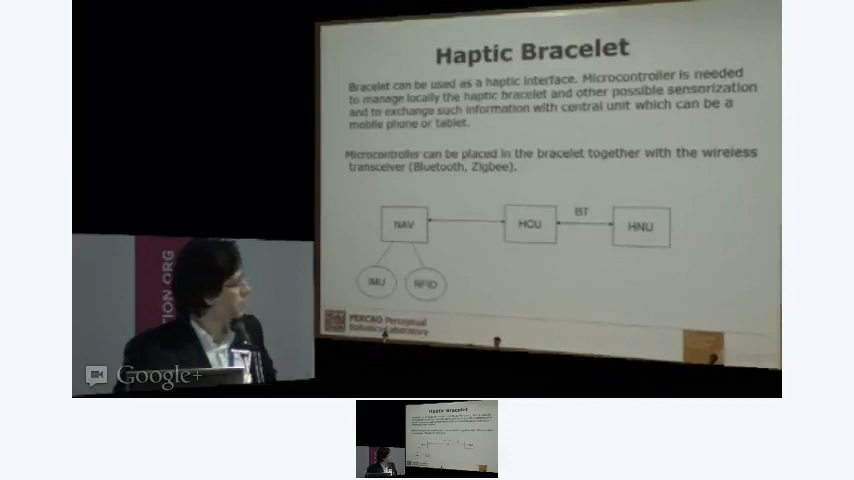 Haptic Bracelet
Bracelet can be used as a haptic interface. Microcontroller is needed
to manage locally the haptic bracelet and other possible sensorization
and to exchange such information with central unit which can be a
mobile phone or tablet.
Microcontroller can be placed in the bracelet together with the wireless
transceiver (Bluetooth, Zigbee).
BT
NAV
HCU
HNU
IMU
RFID
TION.ORG
PERCRO Perceptual
Robotics Laboratory
Google+